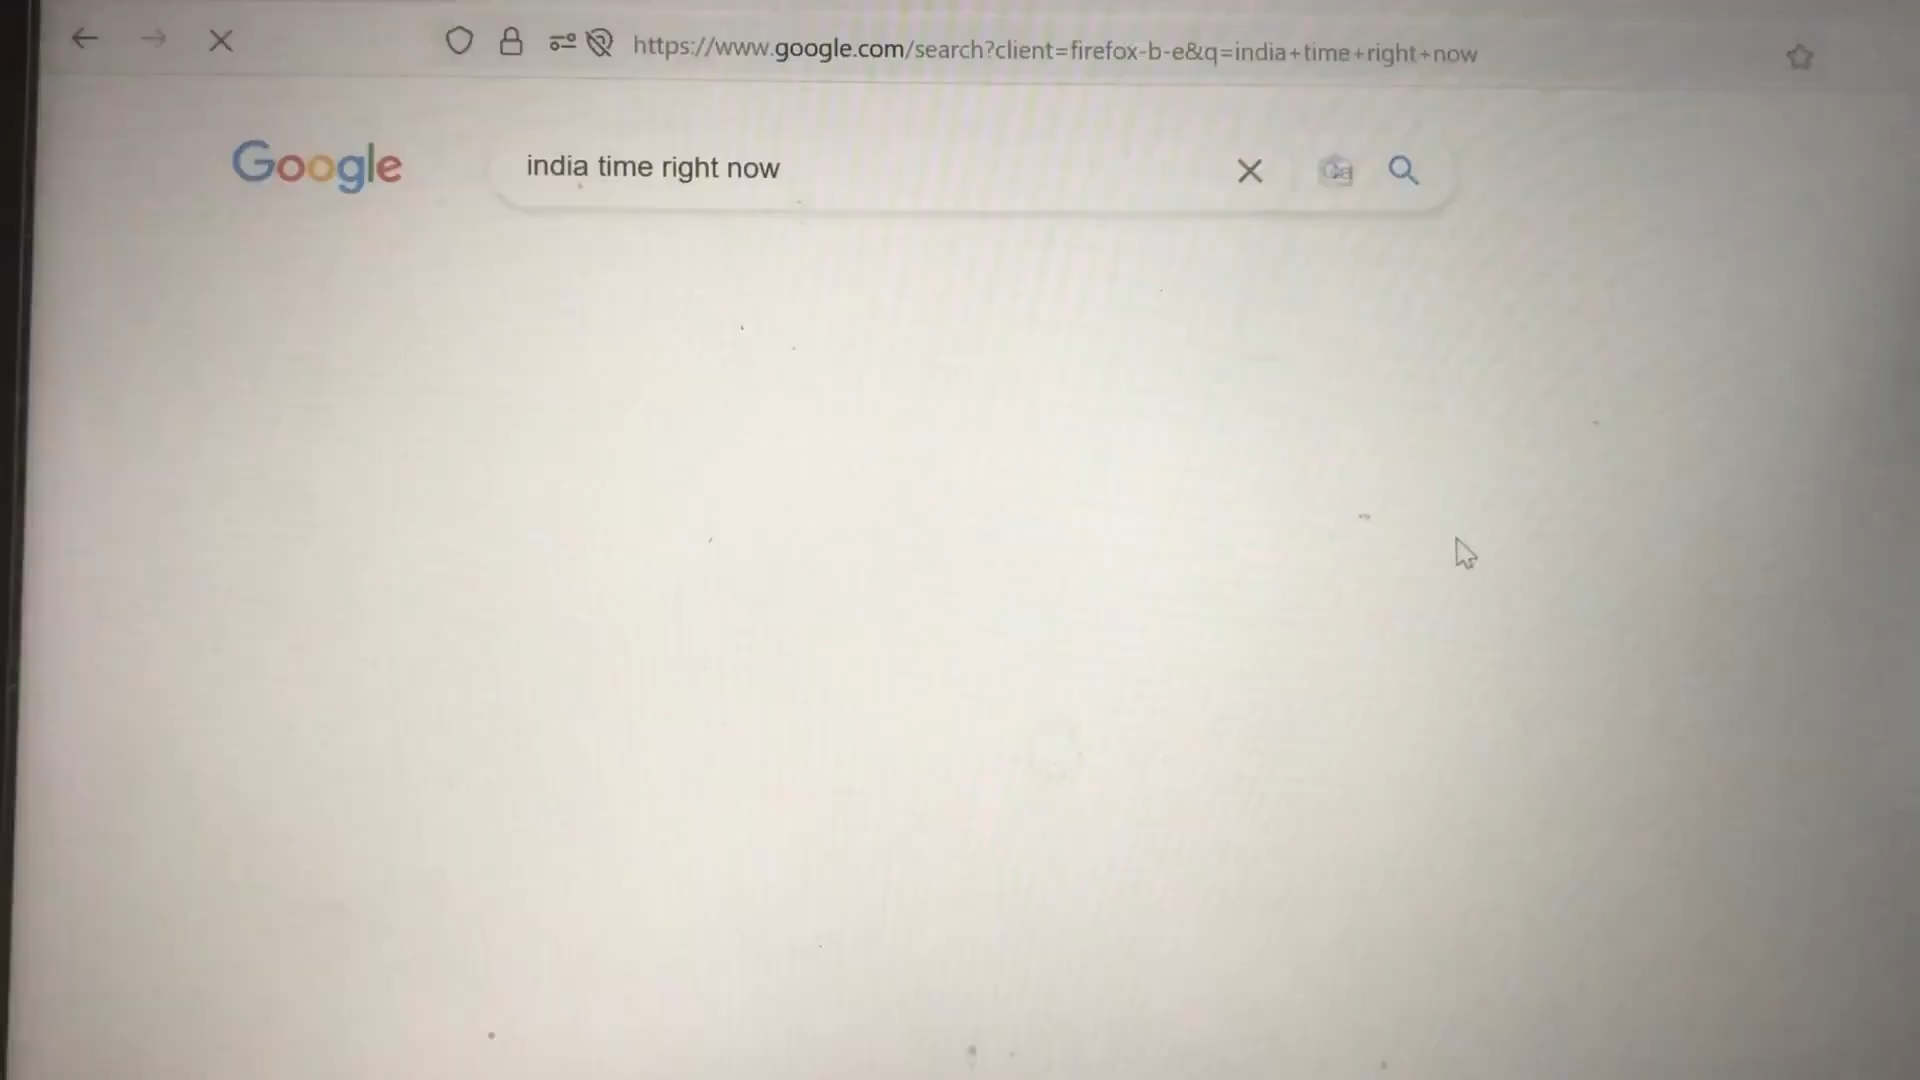 https://www.google.com/search?client=firefox-b-e&q=india+time+right+now
Google
india time right now